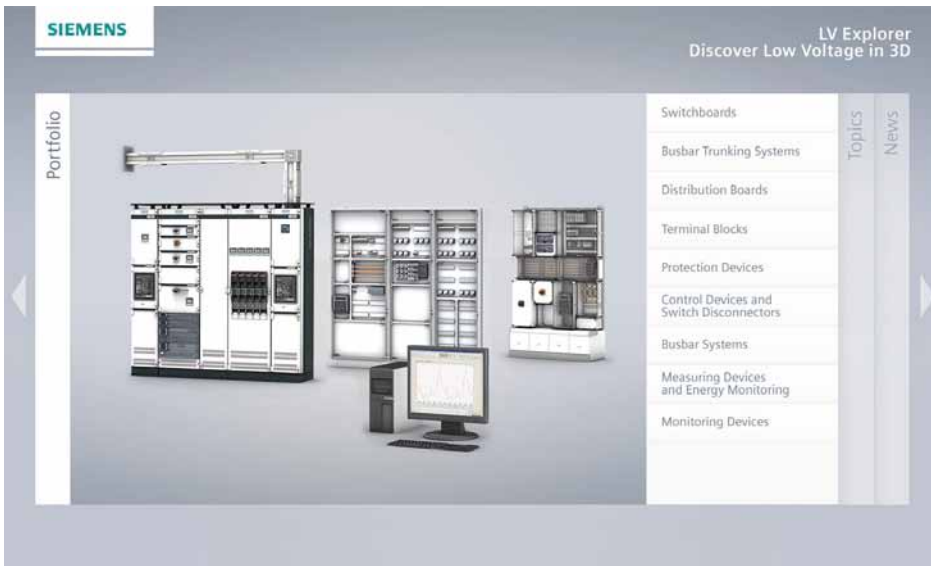 SIEMENS
LV Explorer
Discover Low Voltage in 3D
Portfolio
Switchboards
Busbar Trunking Systems
Distribution Boards
Terminal Blocks
Protection Devices
Control Devices and
Switch Disconnectors
Busbar Systems
Measuring Devices
and Energy Monitoring
Monitoring Devices
Topics
News